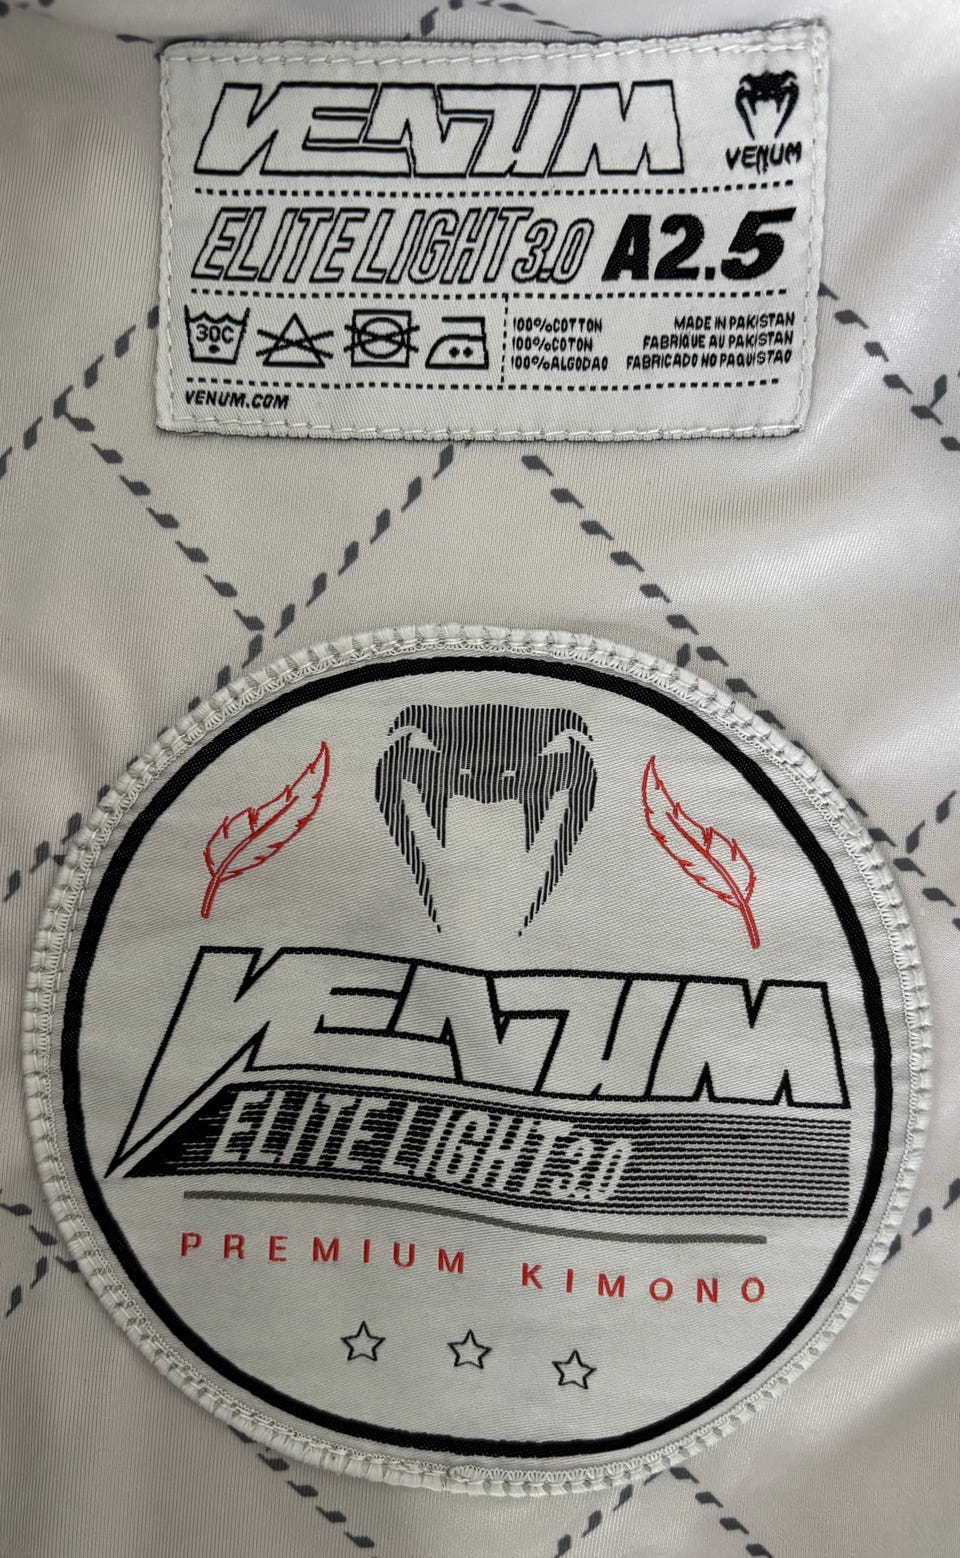 VENUM
VENUM
ELITE LIGHT 3.0 A2.5
30C
100%COTTON
100%COTON
100%ALGODAO
MADE IN PAKISTAN
FABRIQUE AU PAKISTAN
FABRICADO NO PAQUISTAO
VENUM.COM
VENUM
ELITE LIGHT 3.0
PREMIUM KIMONO